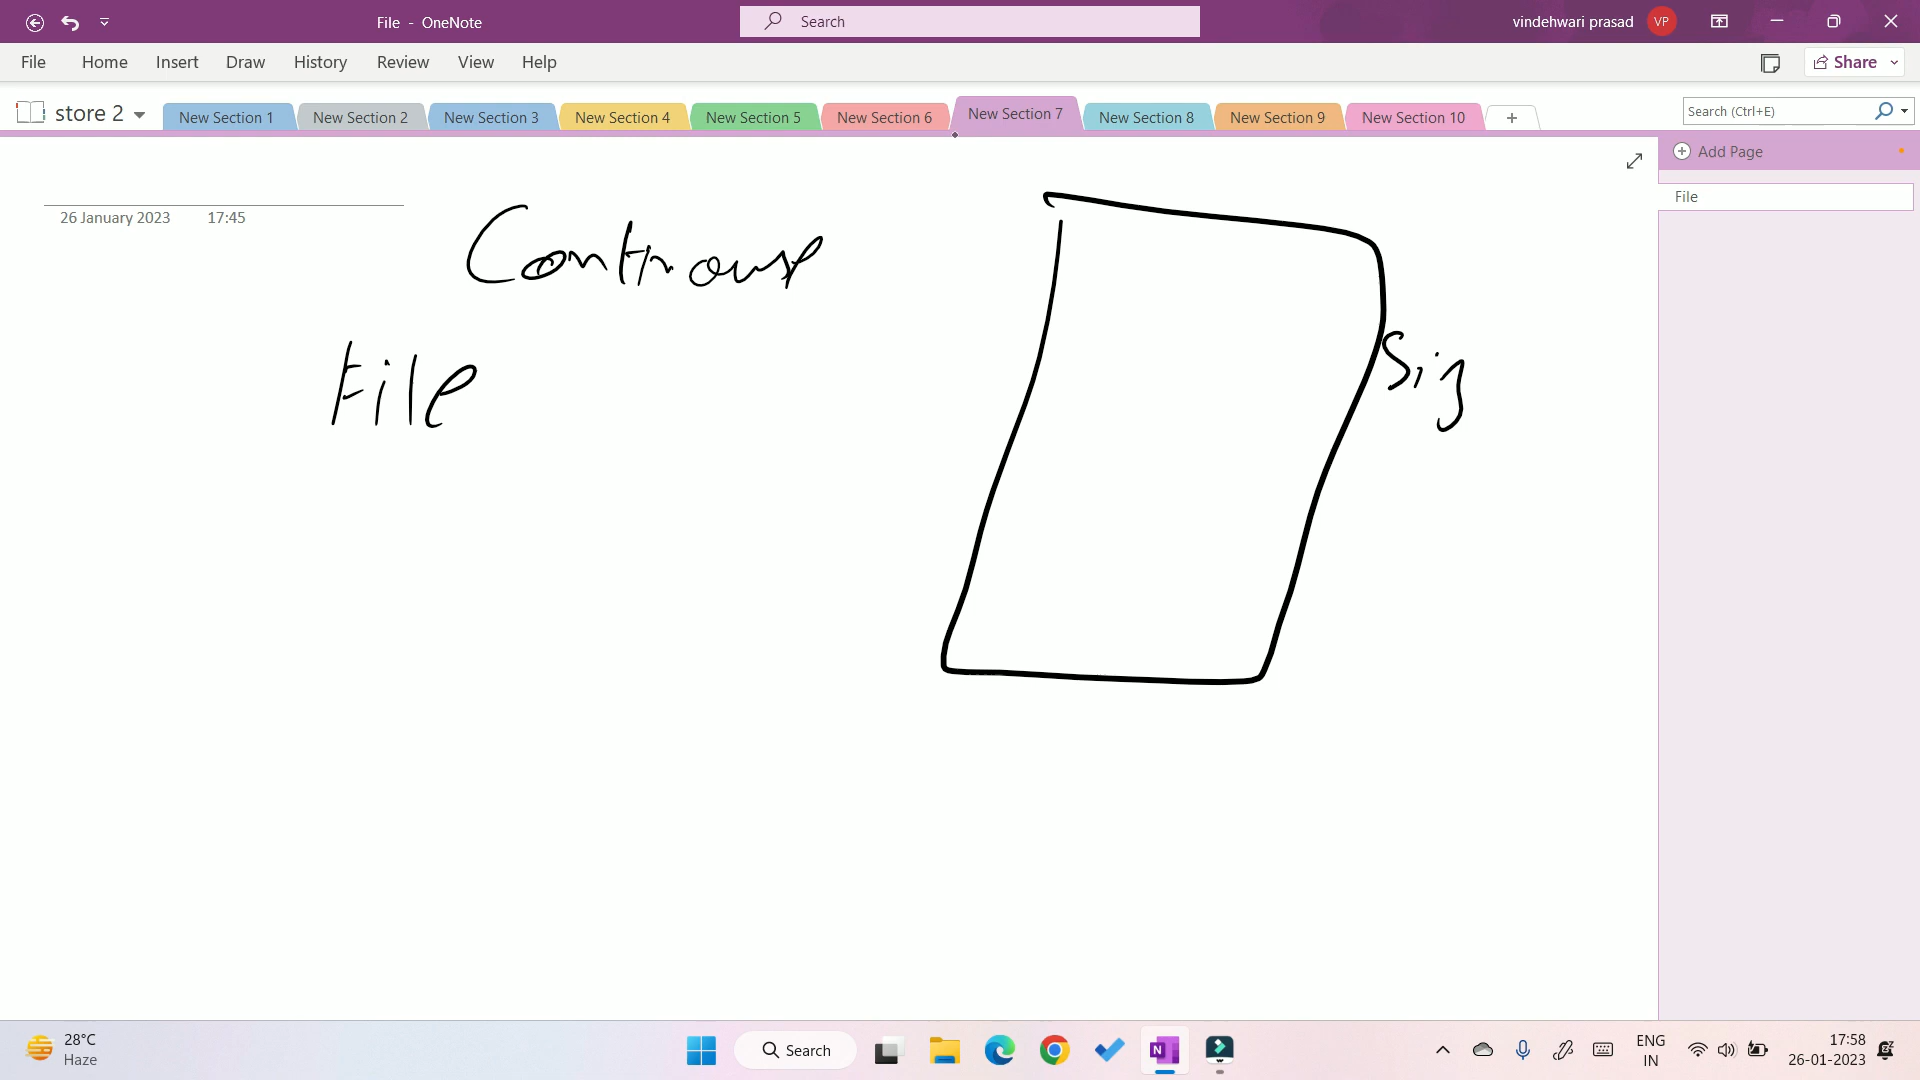 File - OneNote
Search
vindehwari prasad
VP
File Home Insert Draw History Review View Help
Share
store 2
New Section 1 New Section 2 New Section 3 New Section 4 New Section 5 New Section 6 New Section 7 New Section 8 New Section 9 New Section 10 +
Search (Ctrl+E)
Add Page
File
26 January 2023 17:45
File
Sig
28°C
Haze
Search
ENG
IN
17:58
26-01-2023